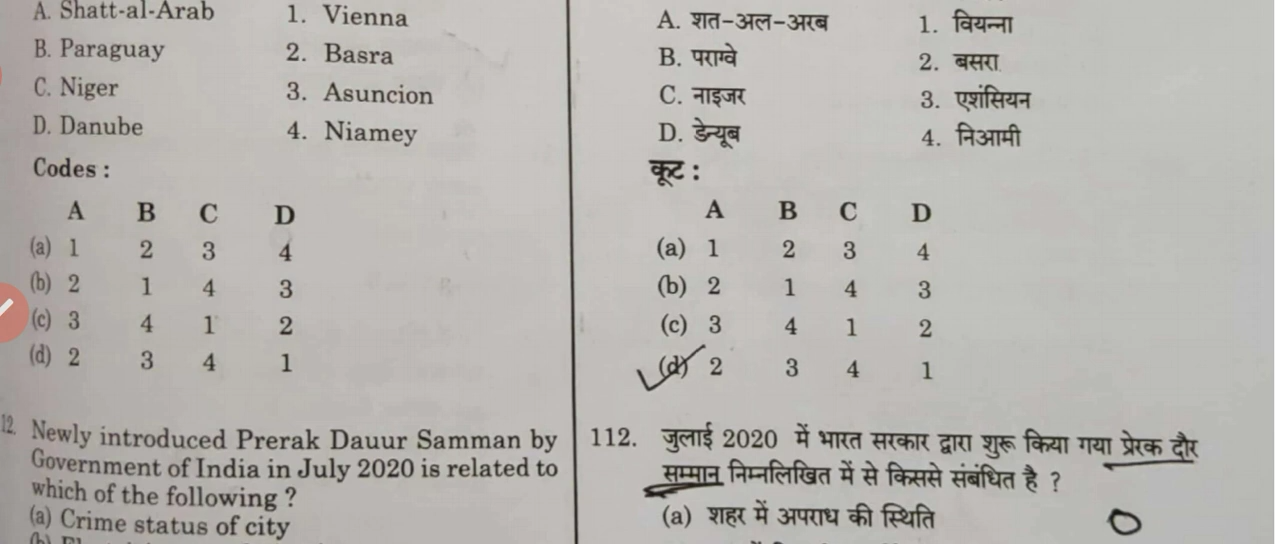 A. Shatt-al-Arab 1. Vienna
B. Paraguay 2. Basra
C. Niger 3. Asuncion
D. Danube 4. Niamey
Codes :
A B C D
(a) 1 2 3 4
(b) 2 1 4 3
(c) 3 4 1 2
(d) 2 3 4 1
12. Newly introduced Prerak Dauur Samman by
Government of India in July 2020 is related to
which of the following ?
(a) Crime status of city
A. शत-अल-अरब 1. वियन्ना
B. पराग्वे 2. बसरा
C. नाइजर 3. एशंसियन
D. डेन्यूब 4. निआमी
कूट :
A B C D
(a) 1 2 3 4
(b) 2 1 4 3
(c) 3 4 1 2
(d) 2 3 4 1
112. जुलाई 2020 में भारत सरकार द्वारा शुरू किया गया प्रेरक दौर
सम्मान निम्नलिखित में से किससे संबंधित है ?
(a) शहर में अपराध की स्थिति